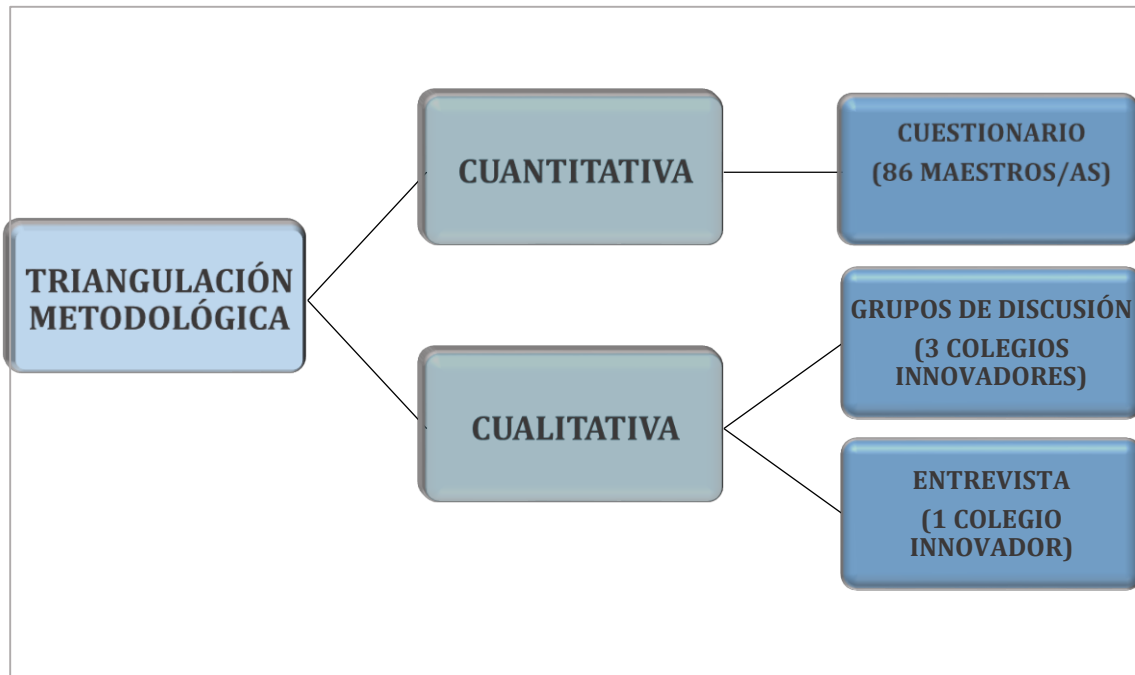 TRIANGULACIÓN
METODOLÓGICA
CUANTITATIVA
CUESTIONARIO
(86 MAESTROS/AS)
CUALITATIVA
GRUPOS DE DISCUSIÓN
(3 COLEGIOS
INNOVADORES)
ENTREVISTA
(1 COLEGIO
INNOVADOR)